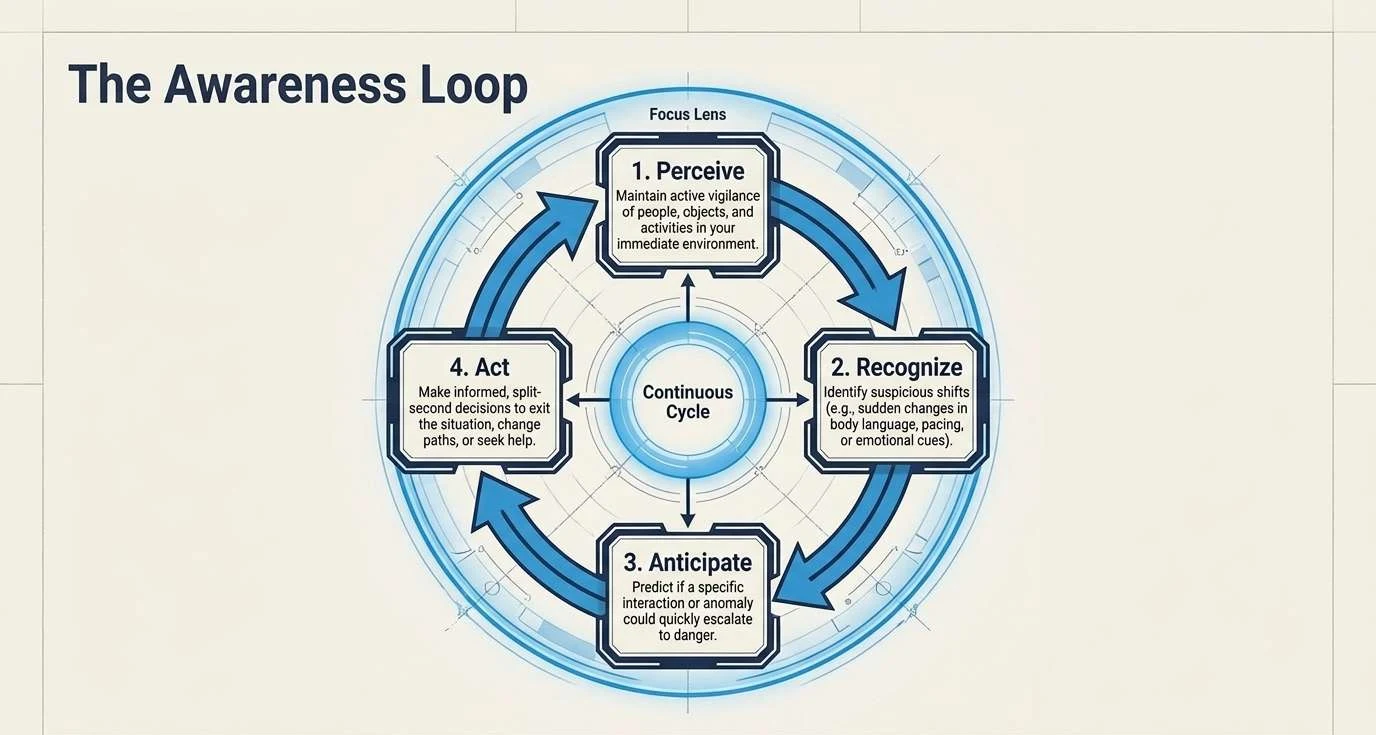 The Awareness Loop
Focus Lens
1. Perceive
Maintain active vigilance
of people, objects, and
activities in your
immediate environment.
2. Recognize
Identify suspicious shifts
(e.g., sudden changes in
body language, pacing,
or emotional cues).
3. Anticipate
Predict if a specific
interaction or anomaly
could quickly escalate
to danger.
4. Act
Make informed, split-
second decisions to exit
the situation, change
paths, or seek help.
Continuous
Cycle